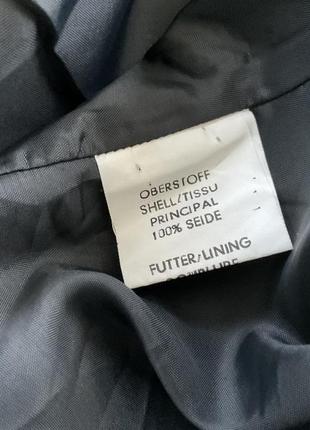 OBERSTOFF
SHELL/TISSU
PRINCIPAL
100% SEIDE
FUTTER/LINING